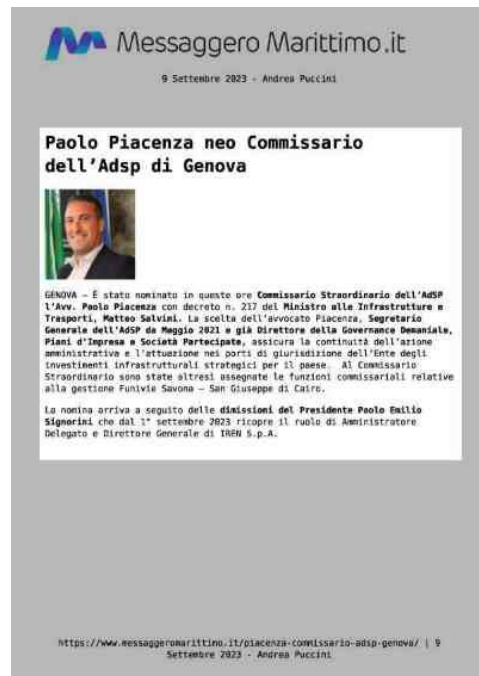 Messaggero Marittimo.it
9 Settembre 2023 - Andrea Puccini
Paolo Piacenza neo Commissario
dell'Adsp di Genova
GENOVA – È stato nominato in queste ore Commissario Straordinario dell'AdSP
l'Avv. Paolo Piacenza con decreto n. 217 del Ministro alle Infrastrutture e
Trasporti, Matteo Salvini. La scelta dell'avvocato Piacenza, Segretario
Generale dell'AdSP da Maggio 2021 e già Direttore della Governance Demaniale,
Piani d'Impresa e Società Partecipate, assicura la continuità dell'azione
amministrativa e l'attuazione nei porti di giurisdizione dell'Ente degli
investimenti infrastrutturali strategici per il paese. Al Commissario
Straordinario sono state altresì assegnate le funzioni commissariali relative
alla gestione Funivie Savona – San Giuseppe di Cairo.
La nomina arriva a seguito delle dimissioni del Presidente Paolo Emilio
Signorini che dal 1° settembre 2023 ricopre il ruolo di Amministratore
Delegato e Direttore Generale di IREN S.p.A.
https://www.messaggeromarittimo.it/piacenza-commissario-adsp-genova/ | 9
Settembre 2023 - Andrea Puccini